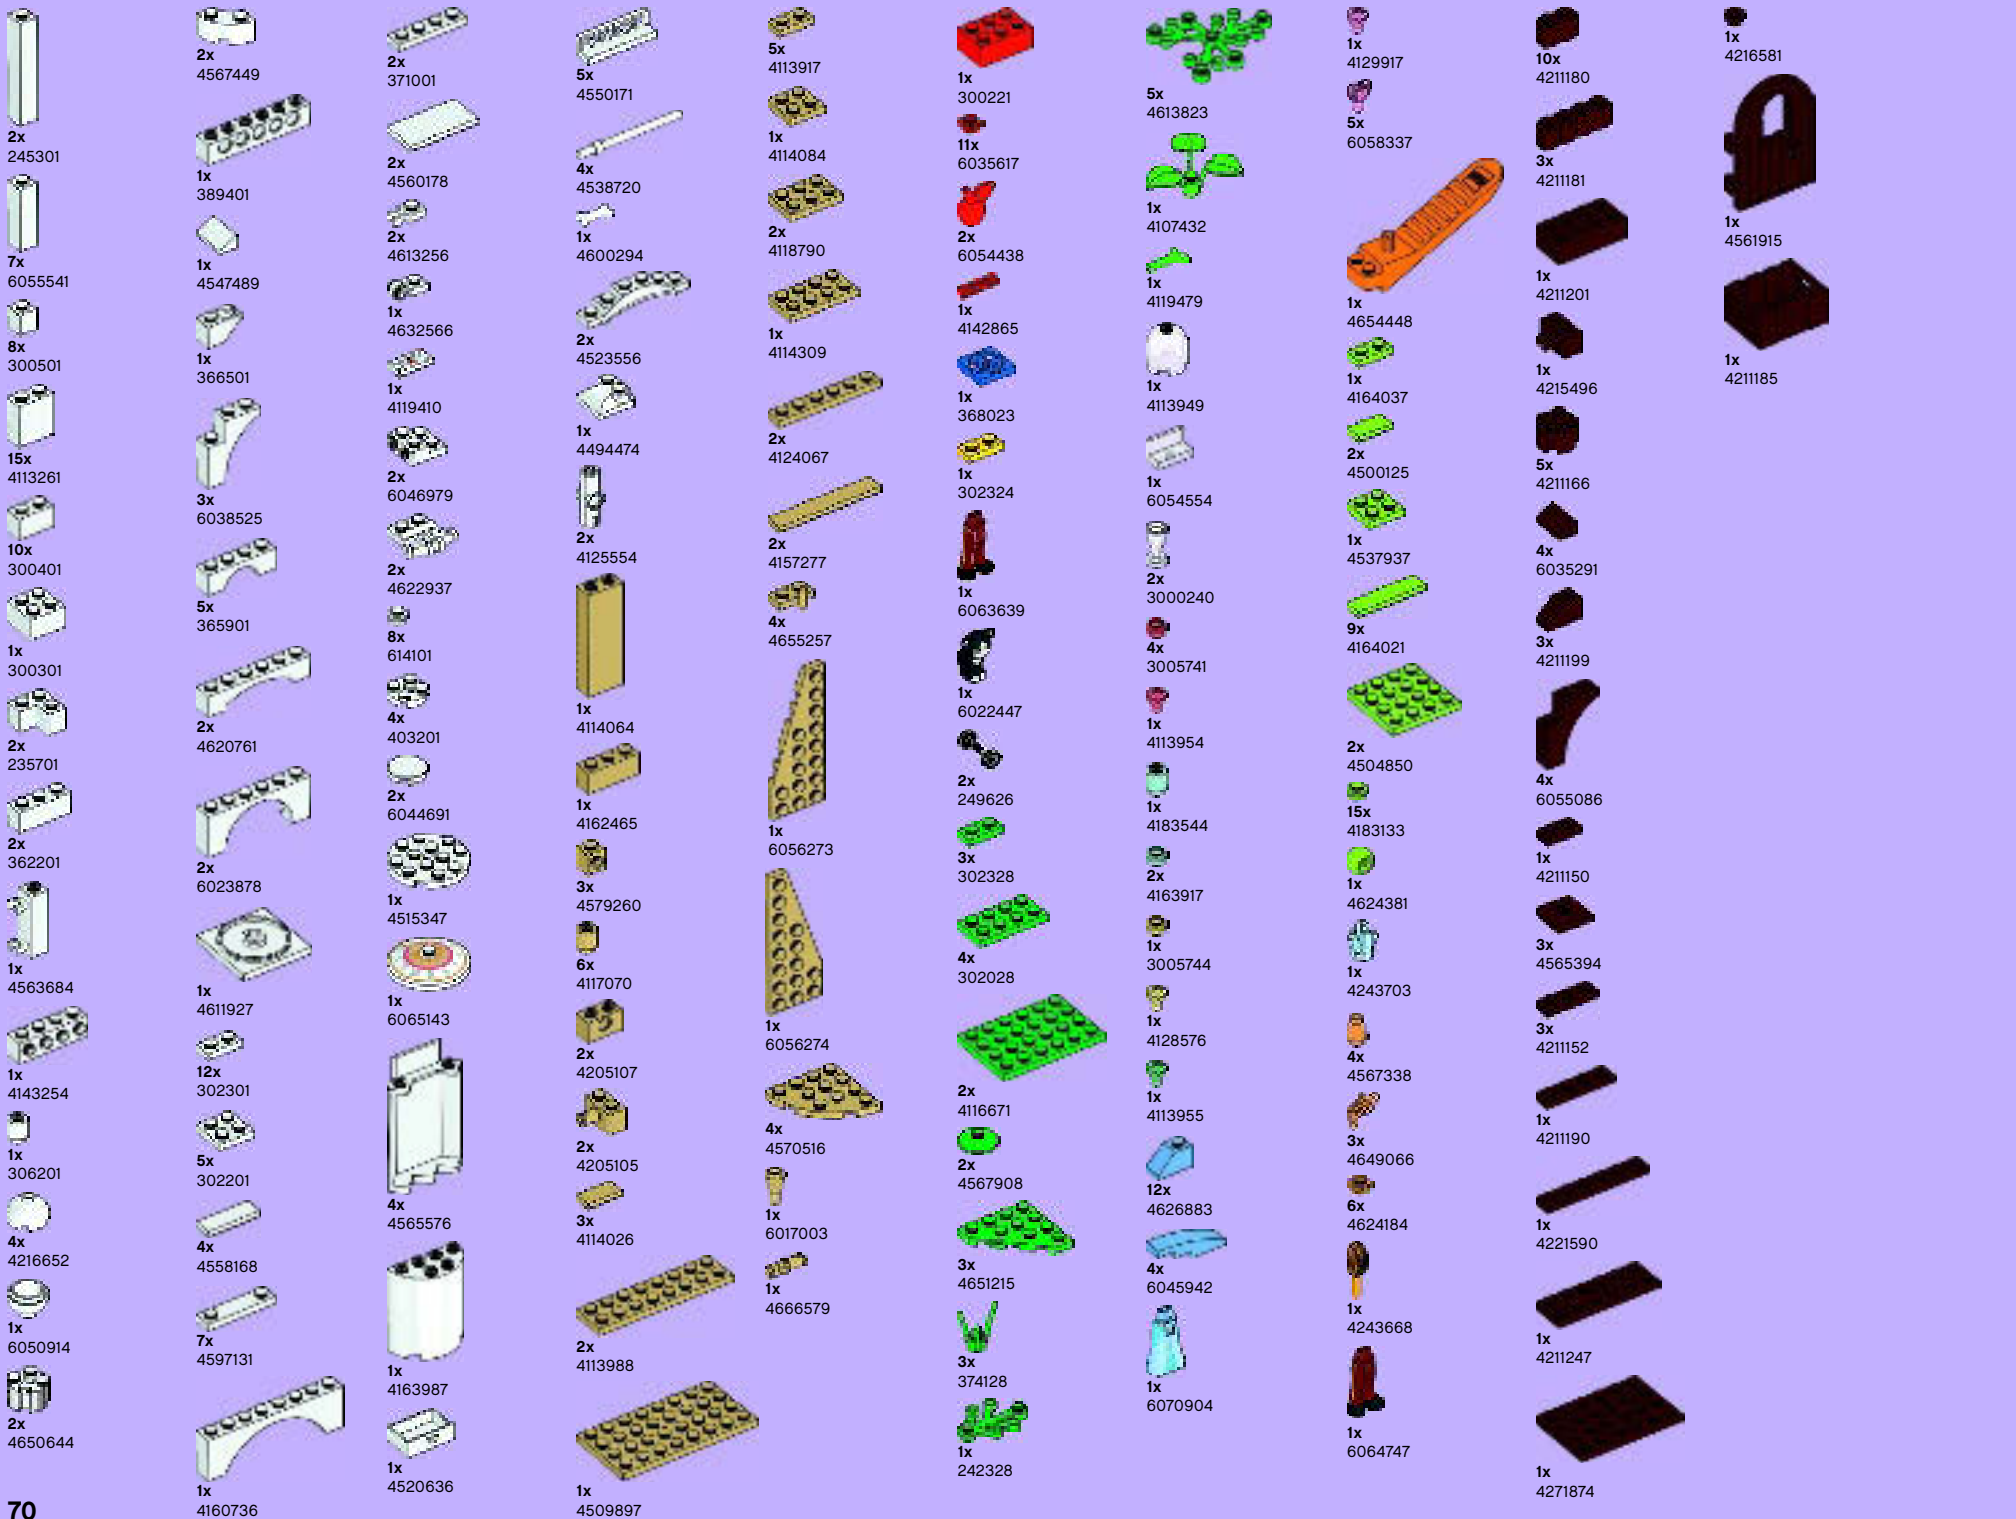 2x
245301
7x
6055541
8x
300501
15x
4113261
10x
300401
1x
300301
2x
235701
2x
362201
1x
4563684
1x
4143254
1x
306201
4x
4216652
1x
6050914
2x
4650644
2x
4567449
1x
389401
1x
4547489
1x
366501
3x
6038525
5x
365901
2x
4620761
2x
6023878
1x
4611927
12x
302301
5x
302201
4x
4558168
7x
4597131
1x
4160736
2x
371001
2x
4560178
2x
4613256
1x
4632566
1x
4119410
2x
6046979
2x
4622937
8x
614101
4x
403201
2x
6044691
1x
4515347
1x
6065143
4x
4565576
1x
4163987
1x
4520636
5x
4550171
4x
4538720
1x
4600294
2x
4523556
1x
4494474
2x
4125554
1x
4114064
1x
4162465
3x
4579260
6x
4117070
2x
4205107
2x
4205105
3x
4114026
2x
4113988
1x
4509897
5x
4113917
1x
4114084
2x
4118790
1x
4114309
2x
4124067
2x
4157277
4x
4655257
1x
6056273
1x
6056274
4x
4570516
1x
6017003
1x
4666579
1x
300221
11x
6035617
2x
6054438
1x
4142865
1x
368023
1x
302324
1x
6063639
1x
6022447
2x
249626
3x
302328
4x
302028
2x
4116671
2x
4567908
3x
4651215
3x
374128
1x
242328
5x
4613823
1x
4107432
1x
4119479
1x
4113949
1x
6054554
2x
3000240
4x
3005741
1x
4113954
1x
4183544
2x
4163917
1x
3005744
1x
4128576
1x
4113955
12x
4626883
4x
6045942
1x
6070904
1x
4129917
5x
6058337
1x
4654448
1x
4164037
2x
4500125
1x
4537937
9x
4164021
2x
4504850
15x
4183133
1x
4624381
1x
4243703
4x
4567338
3x
4649066
6x
4624184
1x
4243668
1x
6064747
10x
4211180
3x
4211181
1x
4211201
1x
4215496
5x
4211166
4x
6035291
3x
4211199
4x
6055086
1x
4211150
3x
4565394
3x
4211152
1x
4211190
1x
4221590
1x
4211247
1x
4271874
1x
4216581
1x
4561915
1x
4211185
70